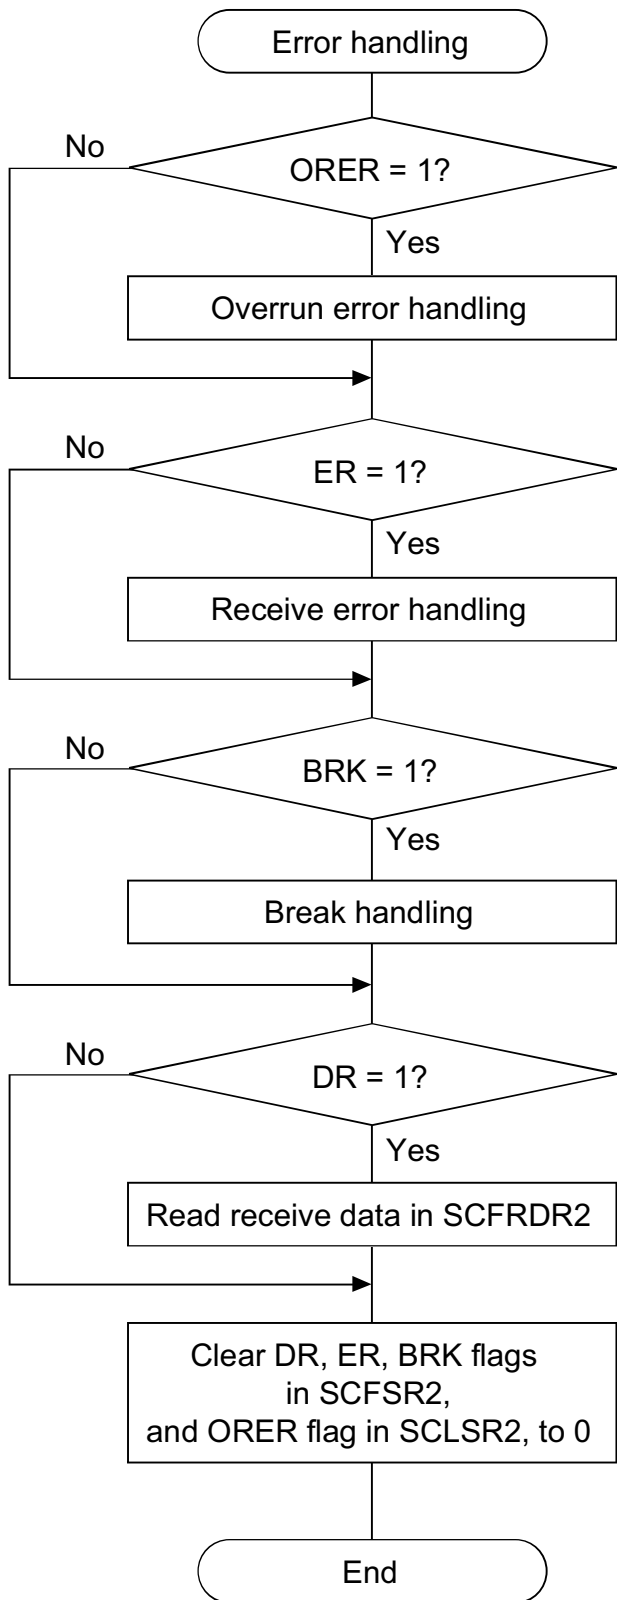 Error handling
No
ORER = 1?
Yes
Overrun error handling
No
ER = 1?
Yes
Receive error handling
No
BRK = 1?
Yes
Break handling
No
DR = 1?
Yes
Read receive data in SCFRDR2
Clear DR, ER, BRK flags
in SCFSR2,
and ORER flag in SCLSR2, to 0
End